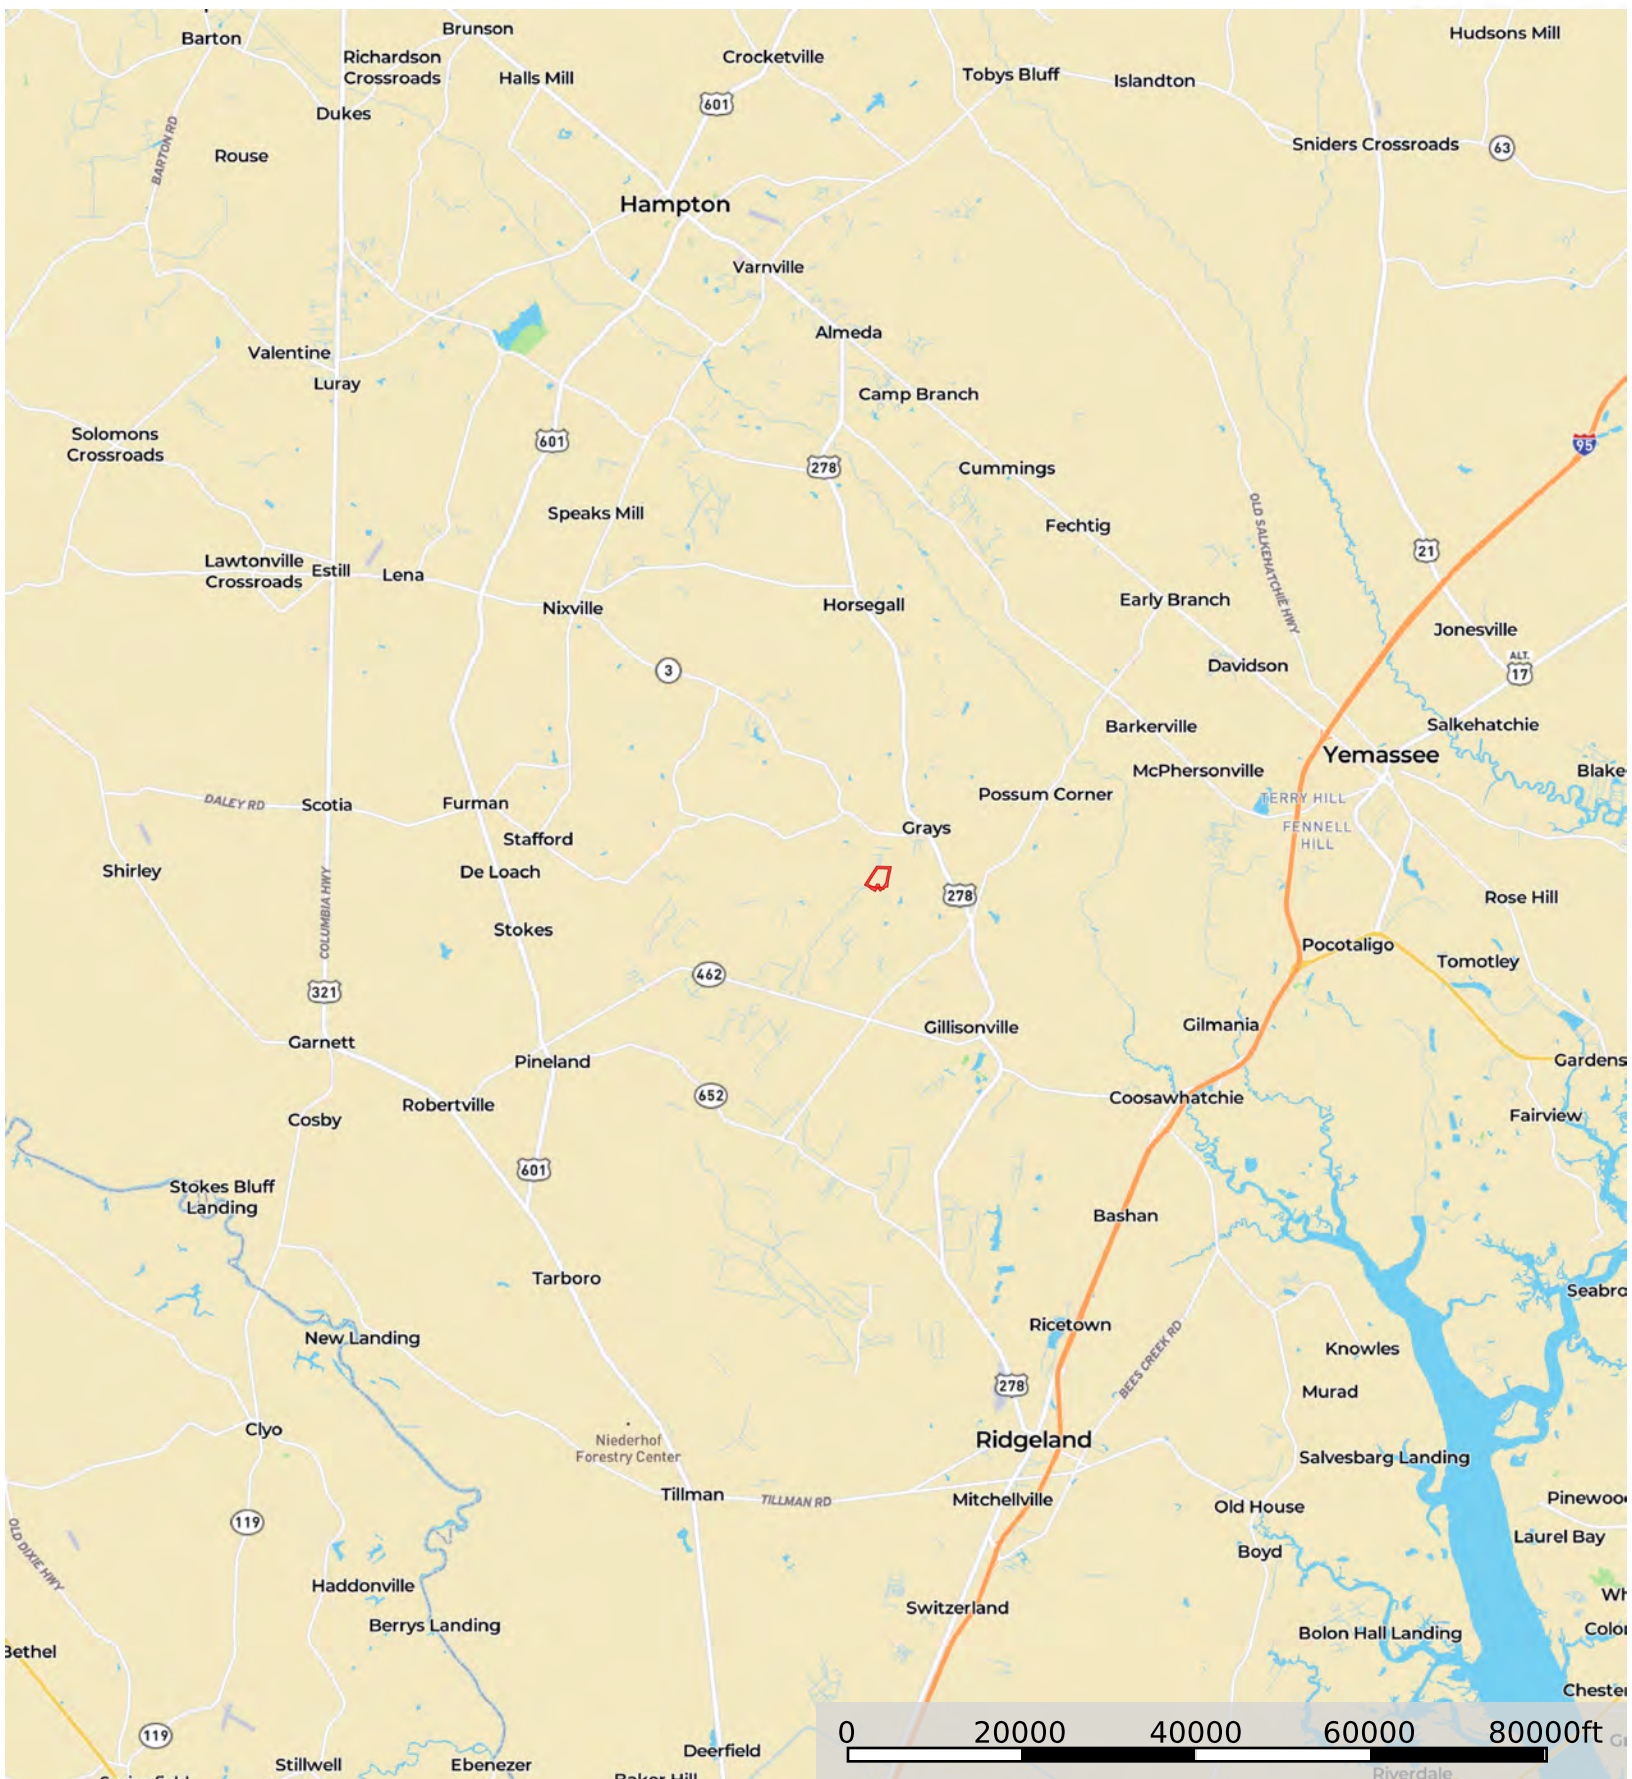 Barton
Brunson
Richardson
Crossroads
Halls Mill
Crocketville
Tobys Bluff
Islandton
Hudsons Mill
601
Dukes
BARTON RD
Rouse
Sniders Crossroads
63
Hampton
Varnville
Almeda
Valentine
Luray
Camp Branch
Solomons
Crossroads
601
278
95
Cummings
Speaks Mill
Fechtig
OLD SALKEHATCHIE HWY
21
Lawtonville
Crossroads
Estill
Lena
Nixville
Horsegall
Early Branch
Jonesville
3
Davidson
ALT.
17
Barkerville
Salkehatchie
Yemassee
McPhersonville
Blake
Possum Corner
TERRY HILL
DALEY RD
Scotia
Furman
Grays
FENNELL
HILL
Stafford
Shirley
De Loach
278
Rose Hill
COLUMBIA HWY
Stokes
Pocotaligo
Tomotley
462
321
Gillisonville
Gilmania
Garnett
Pineland
Gardens
652
Coosawhatchie
Robertville
Cosby
Fairview
601
Stokes Bluff
Landing
Bashan
Tarboro
Seabro
Ricetown
New Landing
BEES CREEK RD
Knowles
278
Murad
Clyo
Niederhof
Forestry Center
Ridgeland
Salvesbarg Landing
Tillman
TILLMAN RD
Mitchellville
Old House
Pinewoo
119
OLD DIXIE HWY
Laurel Bay
Boyd
Haddonville
Switzerland
Wh
Berrys Landing
Bolon Hall Landing
Colo
Bethel
Chester
119
0 20000 40000 60000 80000ft
Stillwell
Ebenezer
Deerfield
Baker Hill
Riverdale